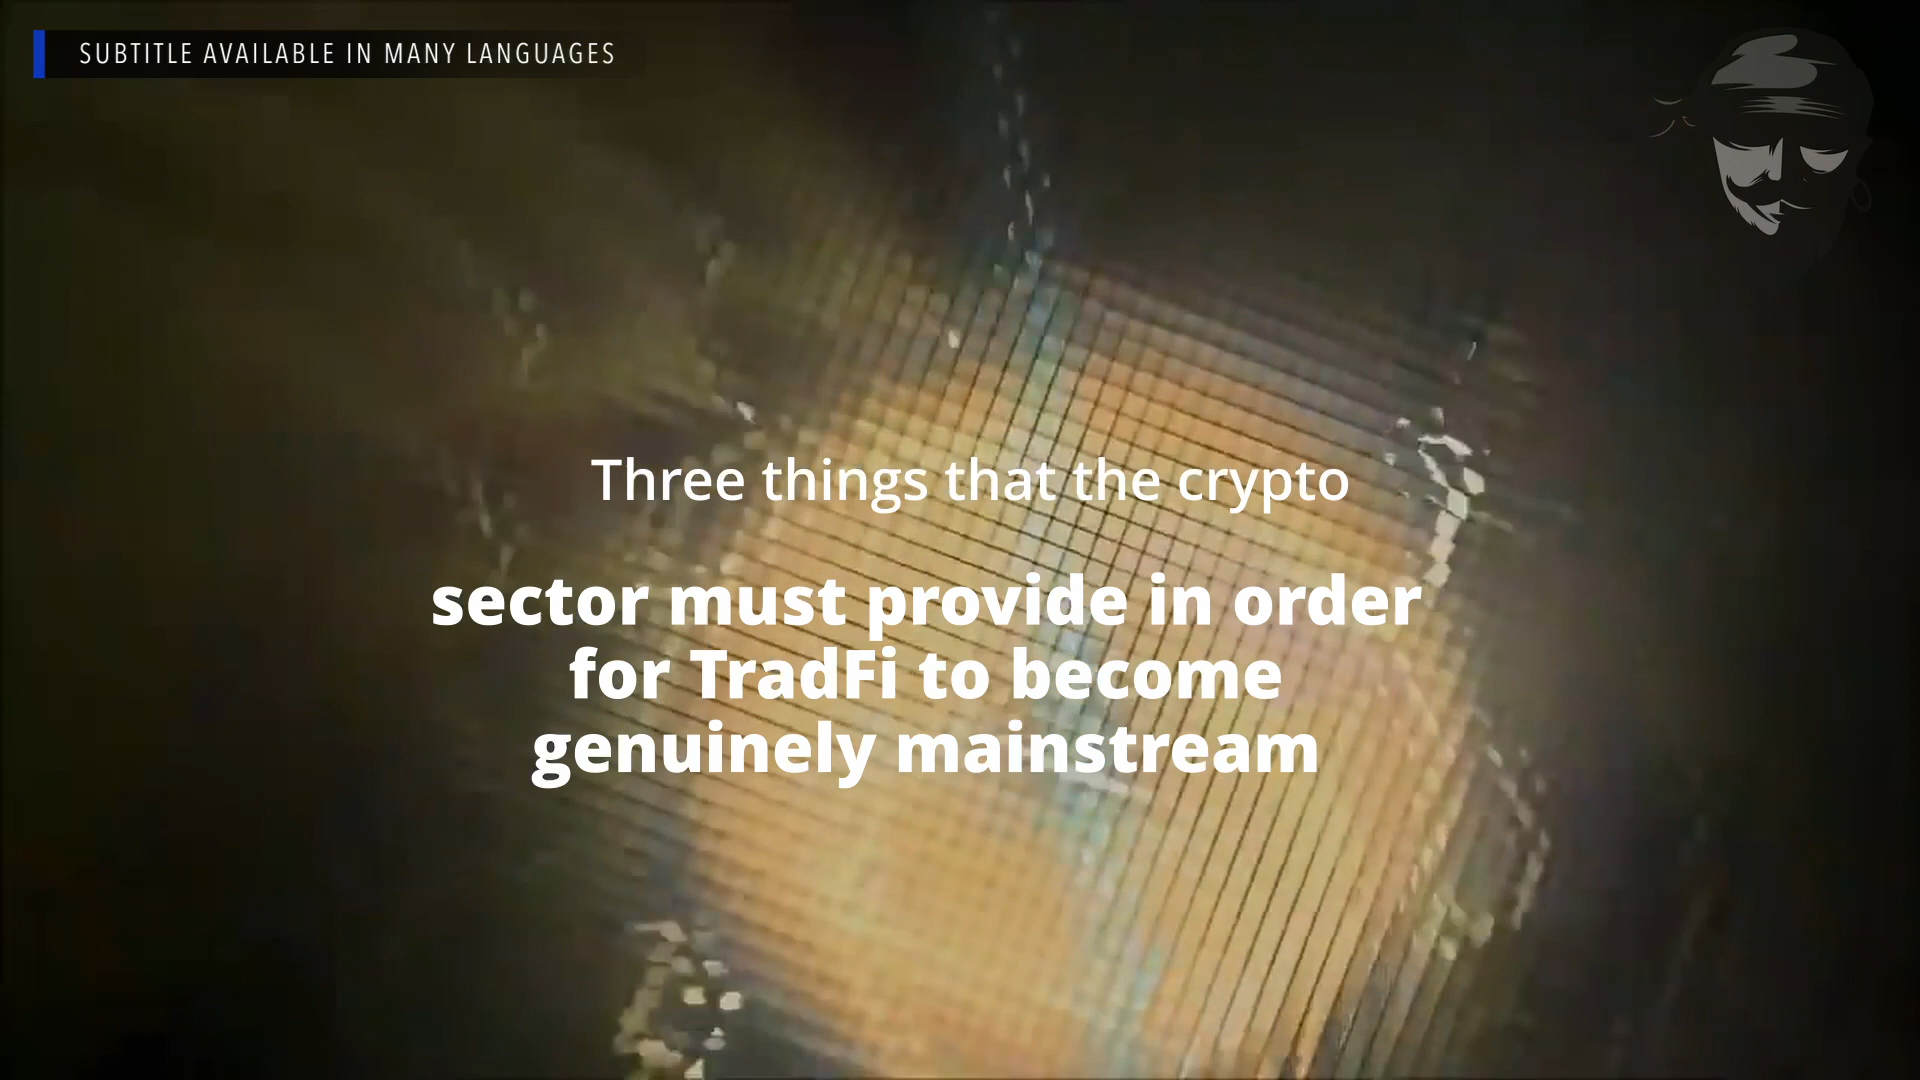 SUBTITLE AVAILABLE IN MANY LANGUAGES
Three things that the crypto
sector must provide in order
for TradFi to become
genuinely mainstream